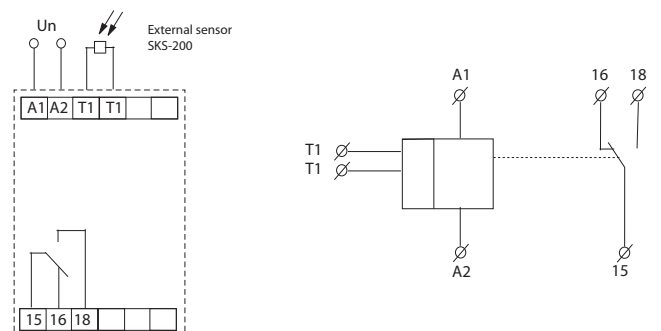 Un
External sensor
SKS-200
A1 A2 T1 T1
15 16 18
A1
16 18
T1
T1
A2
15